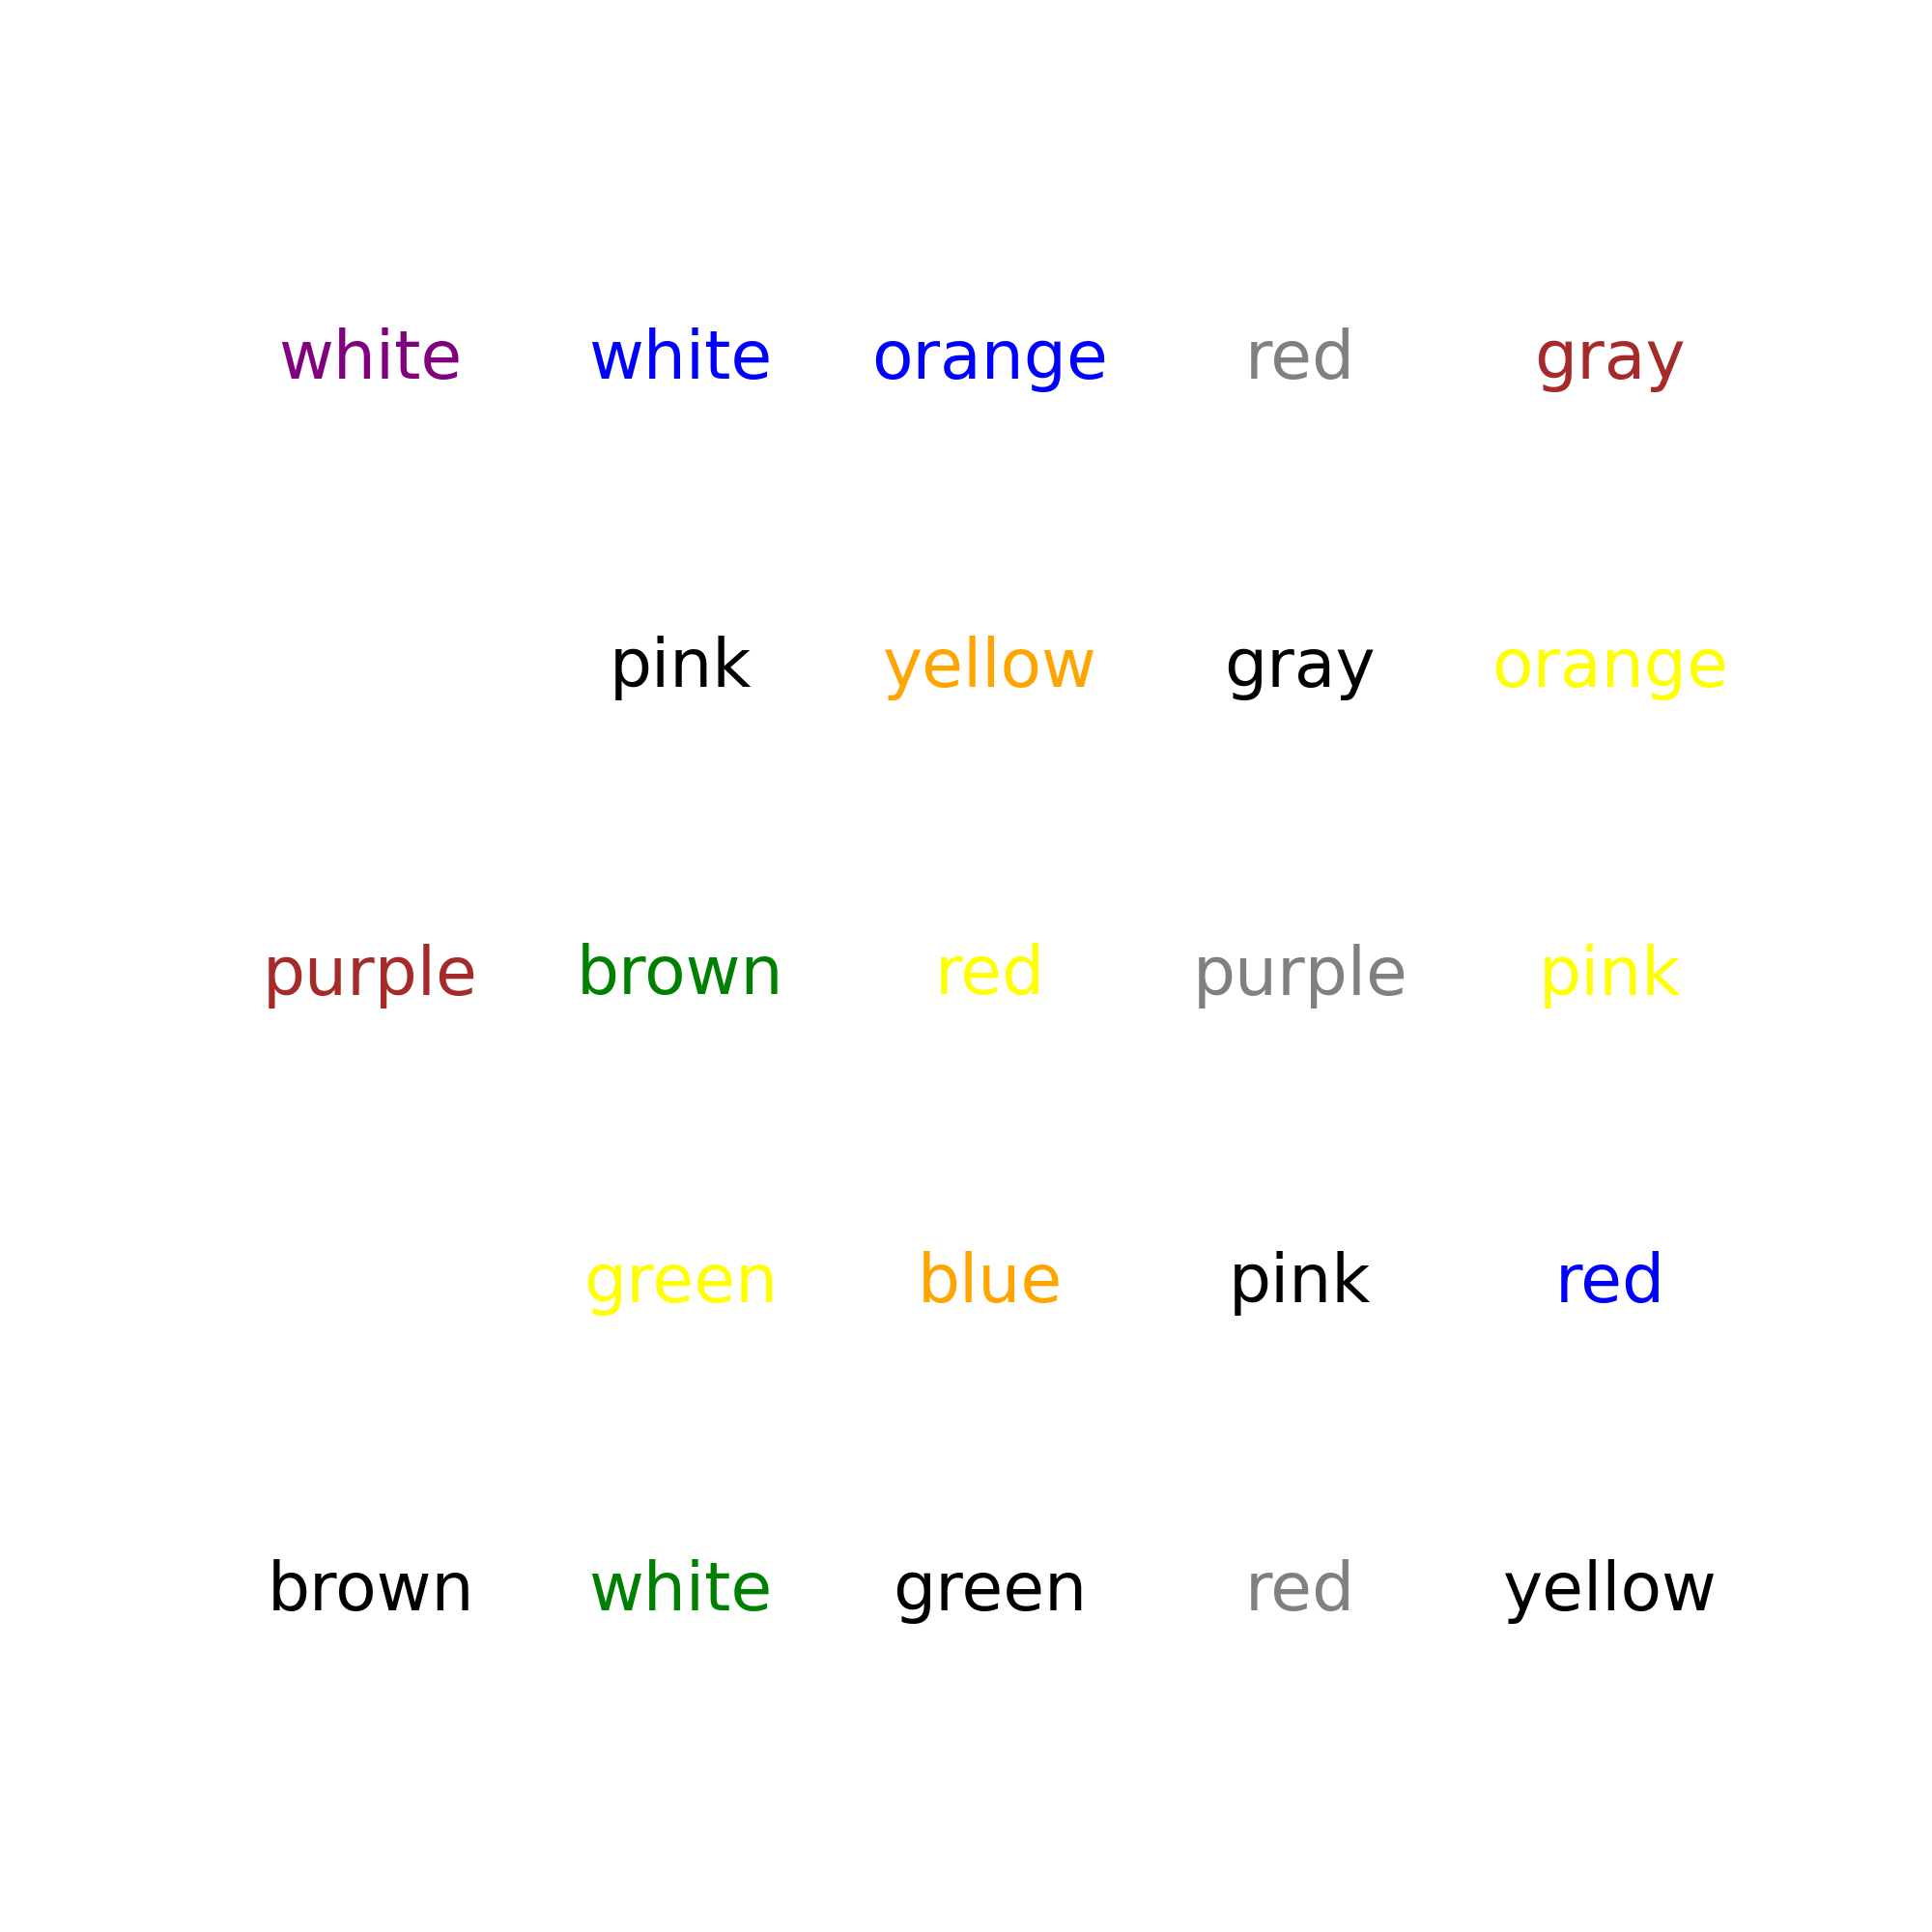 white white orange red gray
pink yellow gray orange
purple brown red purple pink
green blue pink red
brown white green red yellow